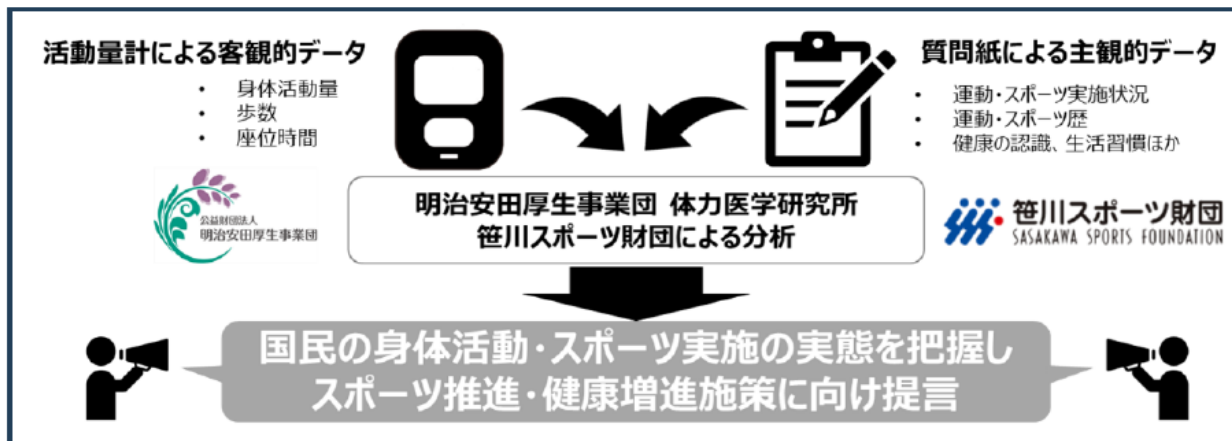 活動量計による客観的データ
• 身体活動量
• 歩数
• 座位時間
質問紙による主観的データ
• 運動・スポーツ実施状況
• 運動・スポーツ歴
• 健康の認識、生活習慣ほか
公益財団法人
明治安田厚生事業団
明治安田厚生事業団 体力医学研究所
笹川スポーツ財団による分析
笹川スポーツ財団
SASAKAWA SPORTS FOUNDATION
国民の身体活動・スポーツ実施の実態を把握し
スポーツ推進・健康増進施策に向け提言